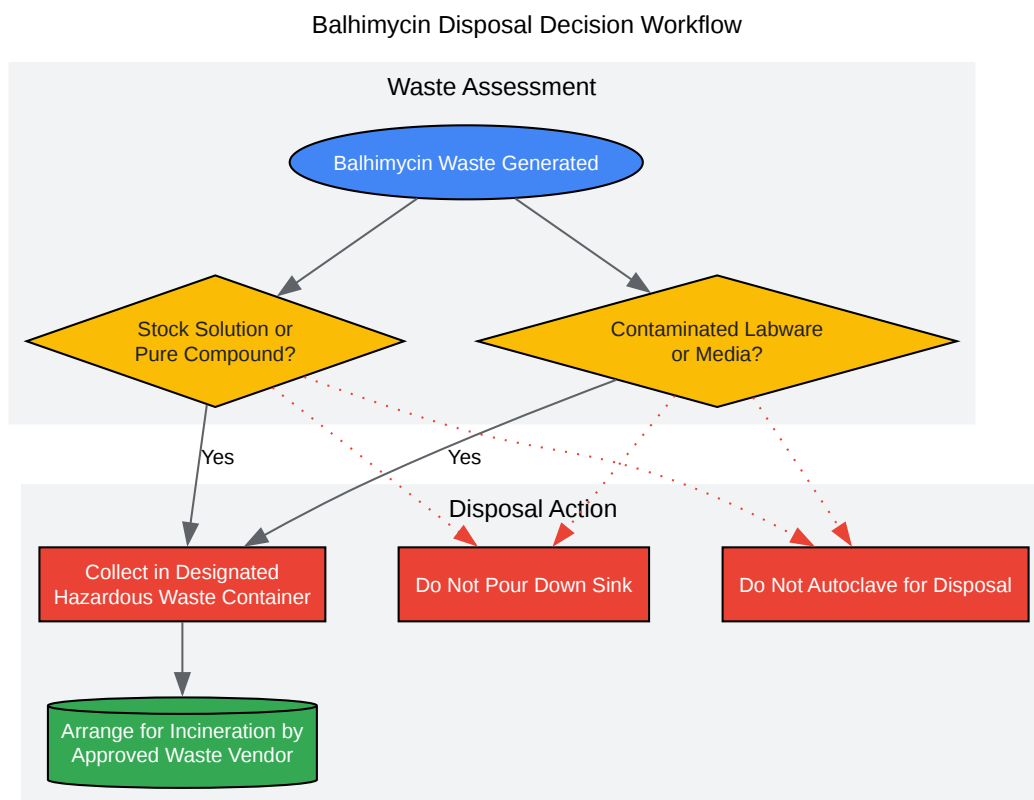 Balhimycin Disposal Decision Workflow
Waste Assessment
Balhimycin Waste Generated
Stock Solution or
Pure Compound?
Contaminated Labware
or Media?
Yes
Yes
Disposal Action
Collect in Designated
Hazardous Waste Container
Do Not Pour Down Sink
Do Not Autoclave for Disposal
Arrange for Incineration by
Approved Waste Vendor